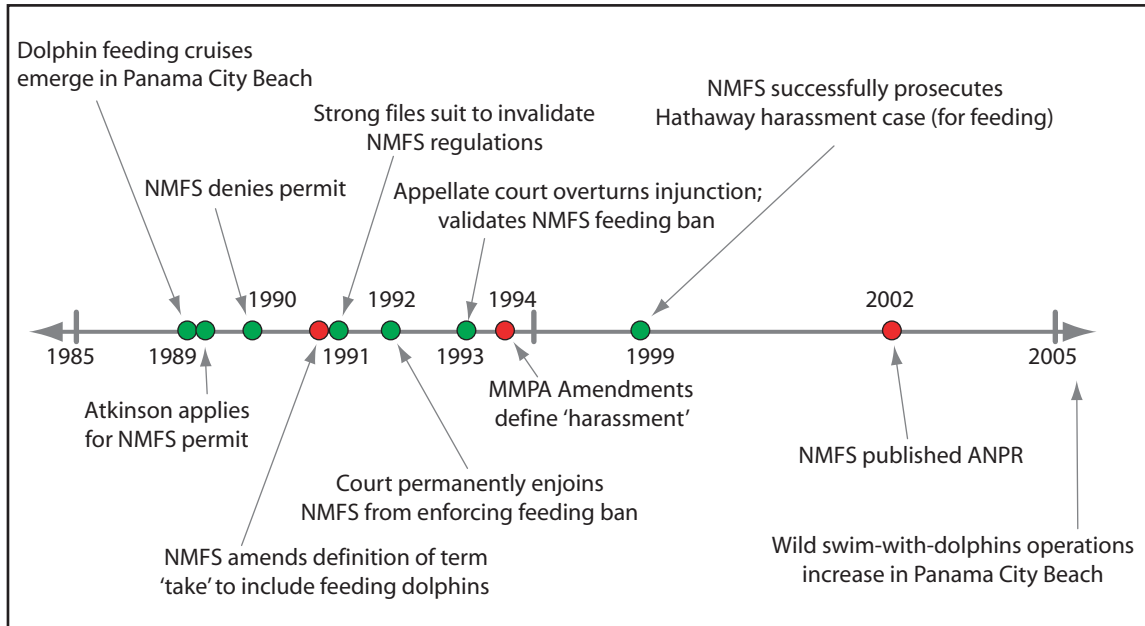 Dolphin feeding cruises
emerge in Panama City Beach
NMFS successfully prosecutes
Hathaway harassment case (for feeding)
Strong files suit to invalidate
NMFS regulations
NMFS denies permit
Appellate court overturns injunction;
validates NMFS feeding ban
1990
1992
1994
2002
1985
1989
1991
1993
1999
2005
Atkinson applies
for NMFS permit
MMPA Amendments
define ‘harassment’
NMFS published ANPR
Court permanently enjoins
NMFS from enforcing feeding ban
NMFS amends definition of term
‘take’ to include feeding dolphins
Wild swim-with-dolphins operations
increase in Panama City Beach